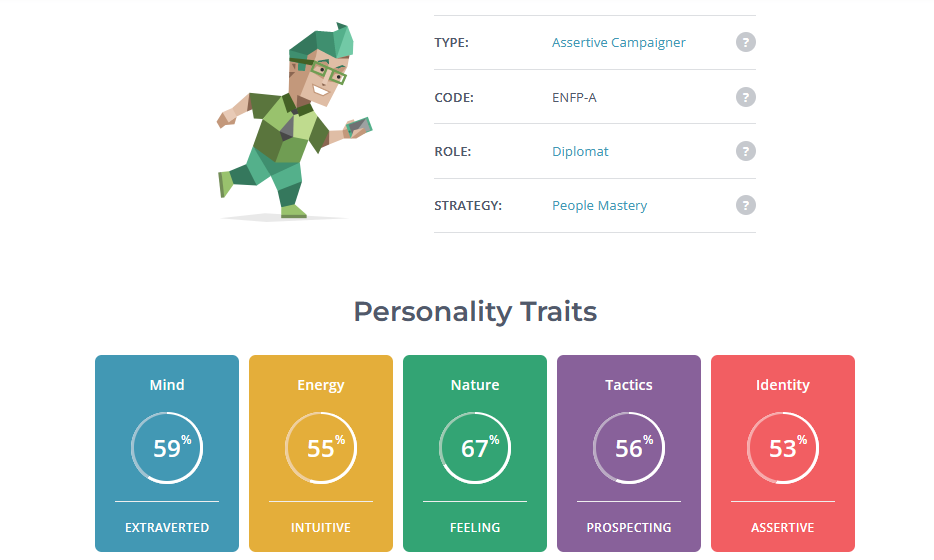 TYPE: Assertive Campaigner ?
CODE: ENFP-A ?
ROLE: Diplomat ?
STRATEGY: People Mastery ?
Personality Traits
Mind Energy Nature Tactics Identity
59% 55% 67% 56% 53%
EXTRAVERTED INTUITIVE FEELING PROSPECTING ASSERTIVE